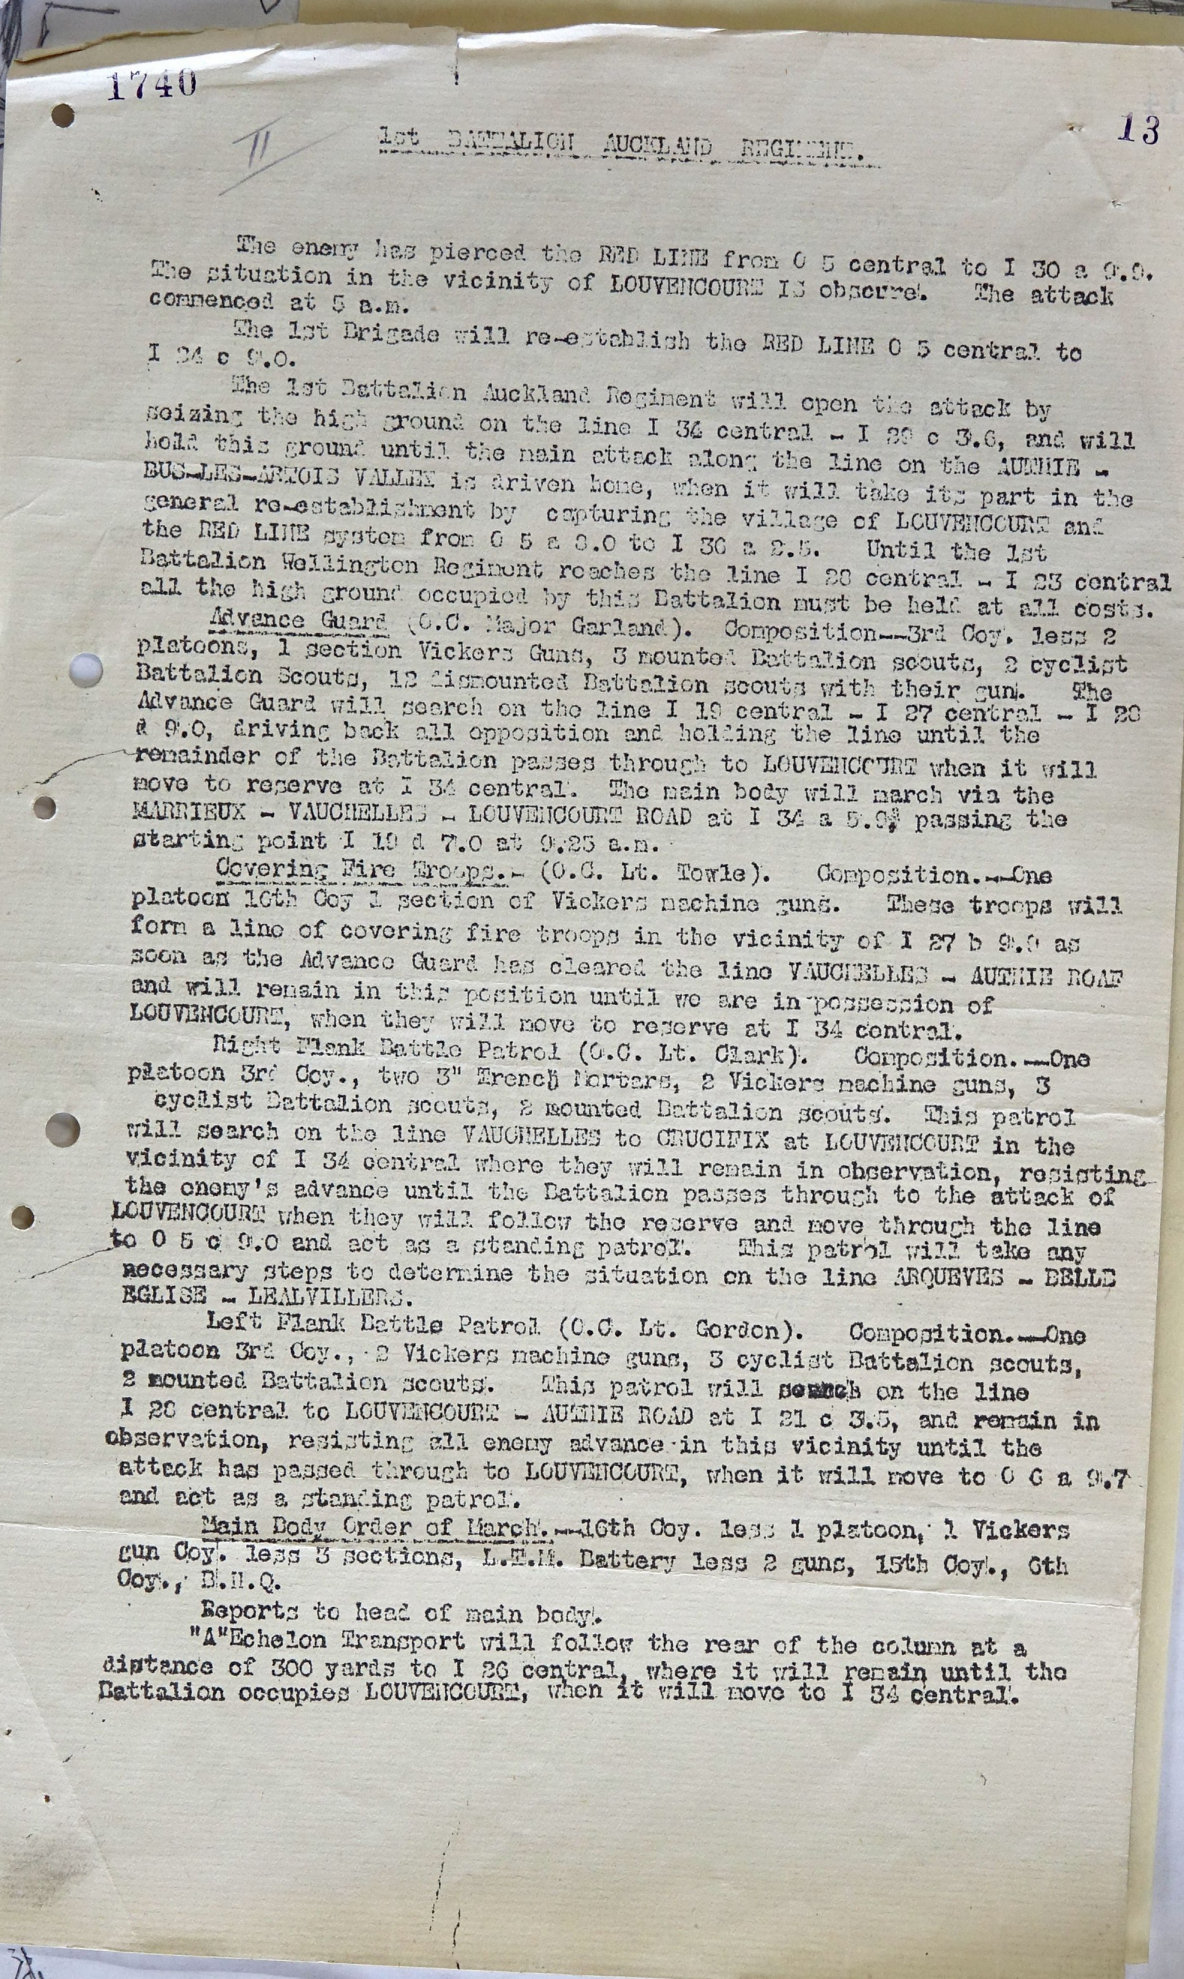 1740
13
II
1st BATTALION AUCKLAND REGIMENT.
The enemy has pierced the RED LINE from O 5 central to I 30 a 9.9.
The situation in the vicinity of LOUVENCOURT IS obscure. The attack
commenced at 5 a.m.
The 1st Brigade will re-establish the RED LINE O 5 central to
I 24 c 9.0.
The 1st Battalion Auckland Regiment will open the attack by
seizing the high ground on the line I 34 central - I 29 c 3.6, and will
hold this ground until the main attack along the line on the AUTHIE -
BUS-LES-ARTOIS VALLEY is driven home, when it will take its part in the
general re-establishment by capturing the village of LOUVENCOURT and
the RED LINE system from O 5 a 8.0 to I 30 a 2.5. Until the 1st
Battalion Wellington Regiment reaches the line I 28 central - I 23 central
all the high ground occupied by this Battalion must be held at all costs.
Advance Guard (O.C. Major Garland). Composition--3rd Coy. less 2
platoons, 1 section Vickers Guns, 3 mounted Battalion scouts, 2 cyclist
Battalion Scouts, 12 dismounted Battalion scouts with their gun. The
Advance Guard will search on the line I 19 central - I 27 central - I 28
d 9.0, driving back all opposition and holding the line until the
remainder of the Battalion passes through to LOUVENCOURT when it will
move to reserve at I 34 central. The main body will march via the
MARRIEUX - VAUCHELLES - LOUVENCOURT ROAD at I 34 a 5.9, passing the
starting point I 19 d 7.0 at 9.25 a.m.
Covering Fire Troops.- (O.C. Lt. Towle). Composition.--One
platoon 16th Coy 1 section of Vickers machine guns. These troops will
form a line of covering fire troops in the vicinity of I 27 b 9.9 as
soon as the Advance Guard has cleared the line VAUCHELLES - AUTHIE ROAF
and will remain in this position until we are in possession of
LOUVENCOURT, when they will move to reserve at I 34 central.
Right Flank Battle Patrol (O.C. Lt. Clark). Composition.--One
platoon 3rd Coy., two 3" Trench Mortars, 2 Vickers machine guns, 3
cyclist Battalion scouts, 2 mounted Battalion scouts. This patrol
will search on the line VAUCHELLES to CRUCIFIX at LOUVENCOURT in the
vicinity of I 34 central where they will remain in observation, resisting
the enemy's advance until the Battalion passes through to the attack of
LOUVENCOURT when they will follow the reserve and move through the line
to O 5 c 9.0 and act as a standing patrol. This patrol will take any
necessary steps to determine the situation on the line ARQUEVES - BELLE
EGLISE - LEALVILLERS.
Left Flank Battle Patrol (O.C. Lt. Gordon). Composition.--One
platoon 3rd Coy., 2 Vickers machine guns, 3 cyclist Battalion scouts,
2 mounted Battalion scouts. This patrol will search on the line
I 20 central to LOUVENCOURT - AUTHIE ROAD at I 21 c 3.5, and remain in
observation, resisting all enemy advance in this vicinity until the
attack has passed through to LOUVENCOURT, when it will move to O 6 a 9.7
and act as a standing patrol.
Main Body Order of March.--16th Coy. less 1 platoon, 1 Vickers
gun Coy. less 3 sections, L.T.M. Battery less 2 guns, 15th Coy., 6th
Coy., B.H.Q.
Reports to head of main body.
"A"Echelon Transport will follow the rear of the column at a
distance of 300 yards to I 26 central, where it will remain until the
Battalion occupies LOUVENCOURT, when it will move to I 34 central.